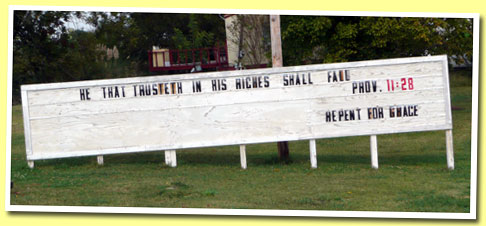 HE THAT TRUSTETH IN HIS RICHES SHALL FALL
PROV. 11:28
REPENT FOR GRACE